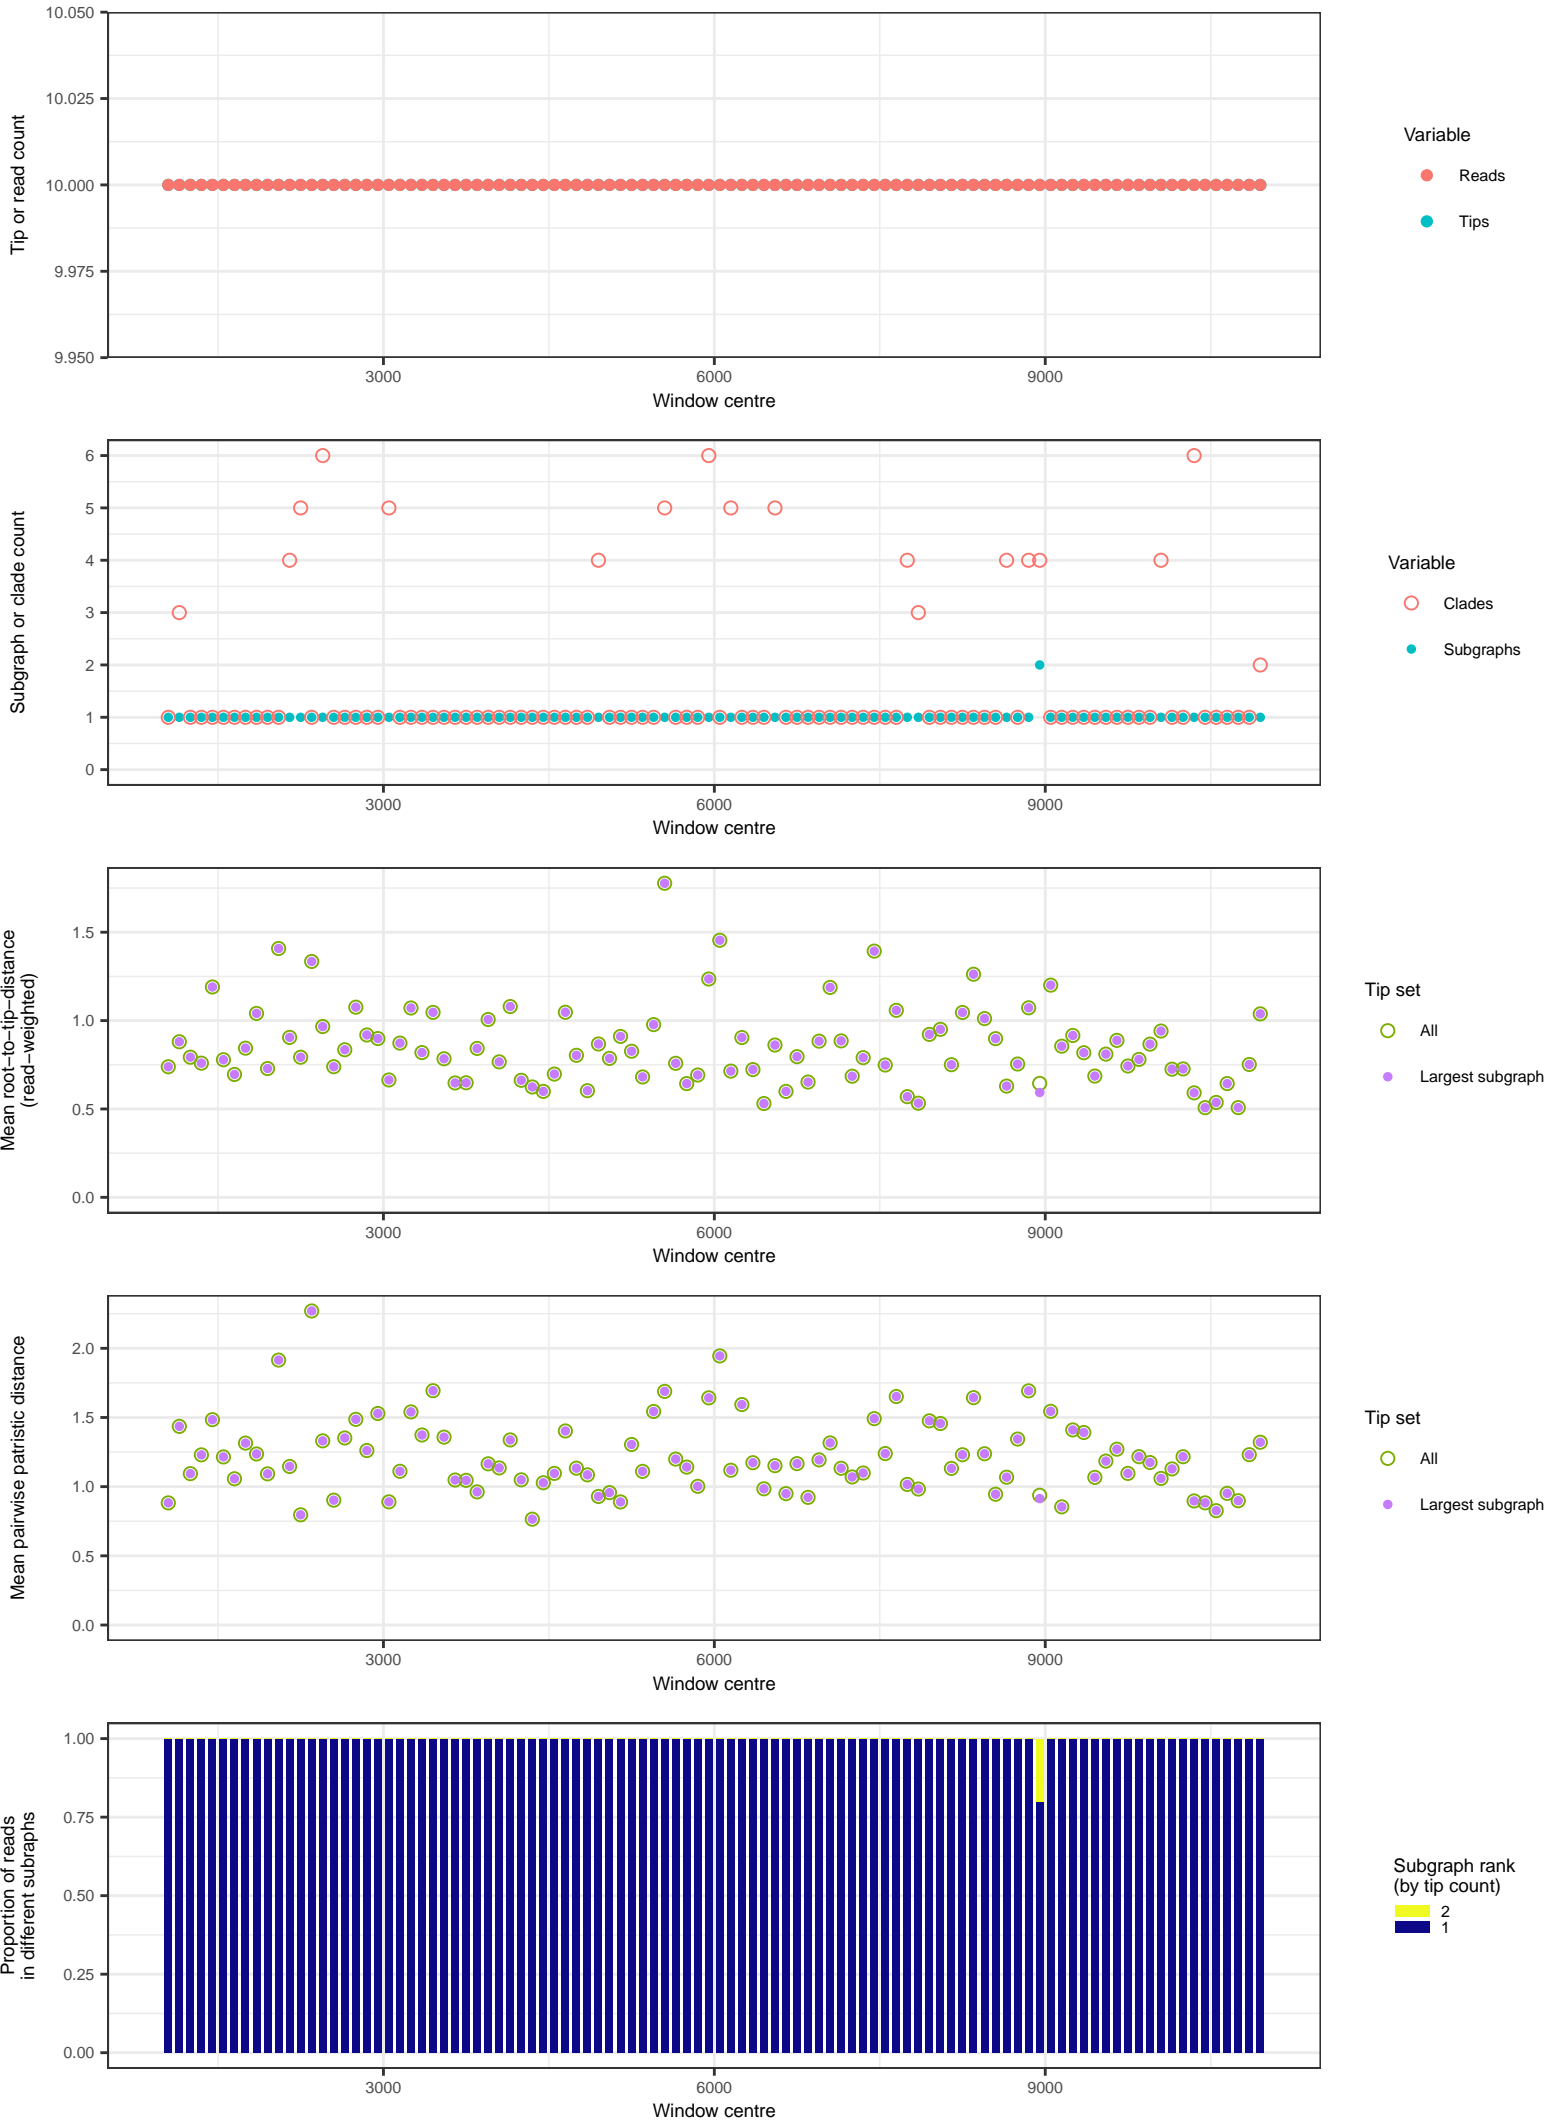 10.050
10.025
10.000
9.975
9.950
Tip or read count
3000 6000 9000
Window centre
Variable
Reads
Tips
6
5
4
3
2
1
0
Subgraph or clade count
3000 6000 9000
Window centre
Variable
Clades
Subgraphs
1.5
1.0
0.5
0.0
Mean root−to−tip−distance
(read−weighted)
3000 6000 9000
Window centre
Tip set
All
Largest subgraph
2.0
1.5
1.0
0.5
0.0
Mean pairwise patristic distance
3000 6000 9000
Window centre
Tip set
All
Largest subgraph
1.00
0.75
0.50
0.25
0.00
Proportion of reads
in different subraphs
3000 6000 9000
Window centre
Subgraph rank
(by tip count)
2
1